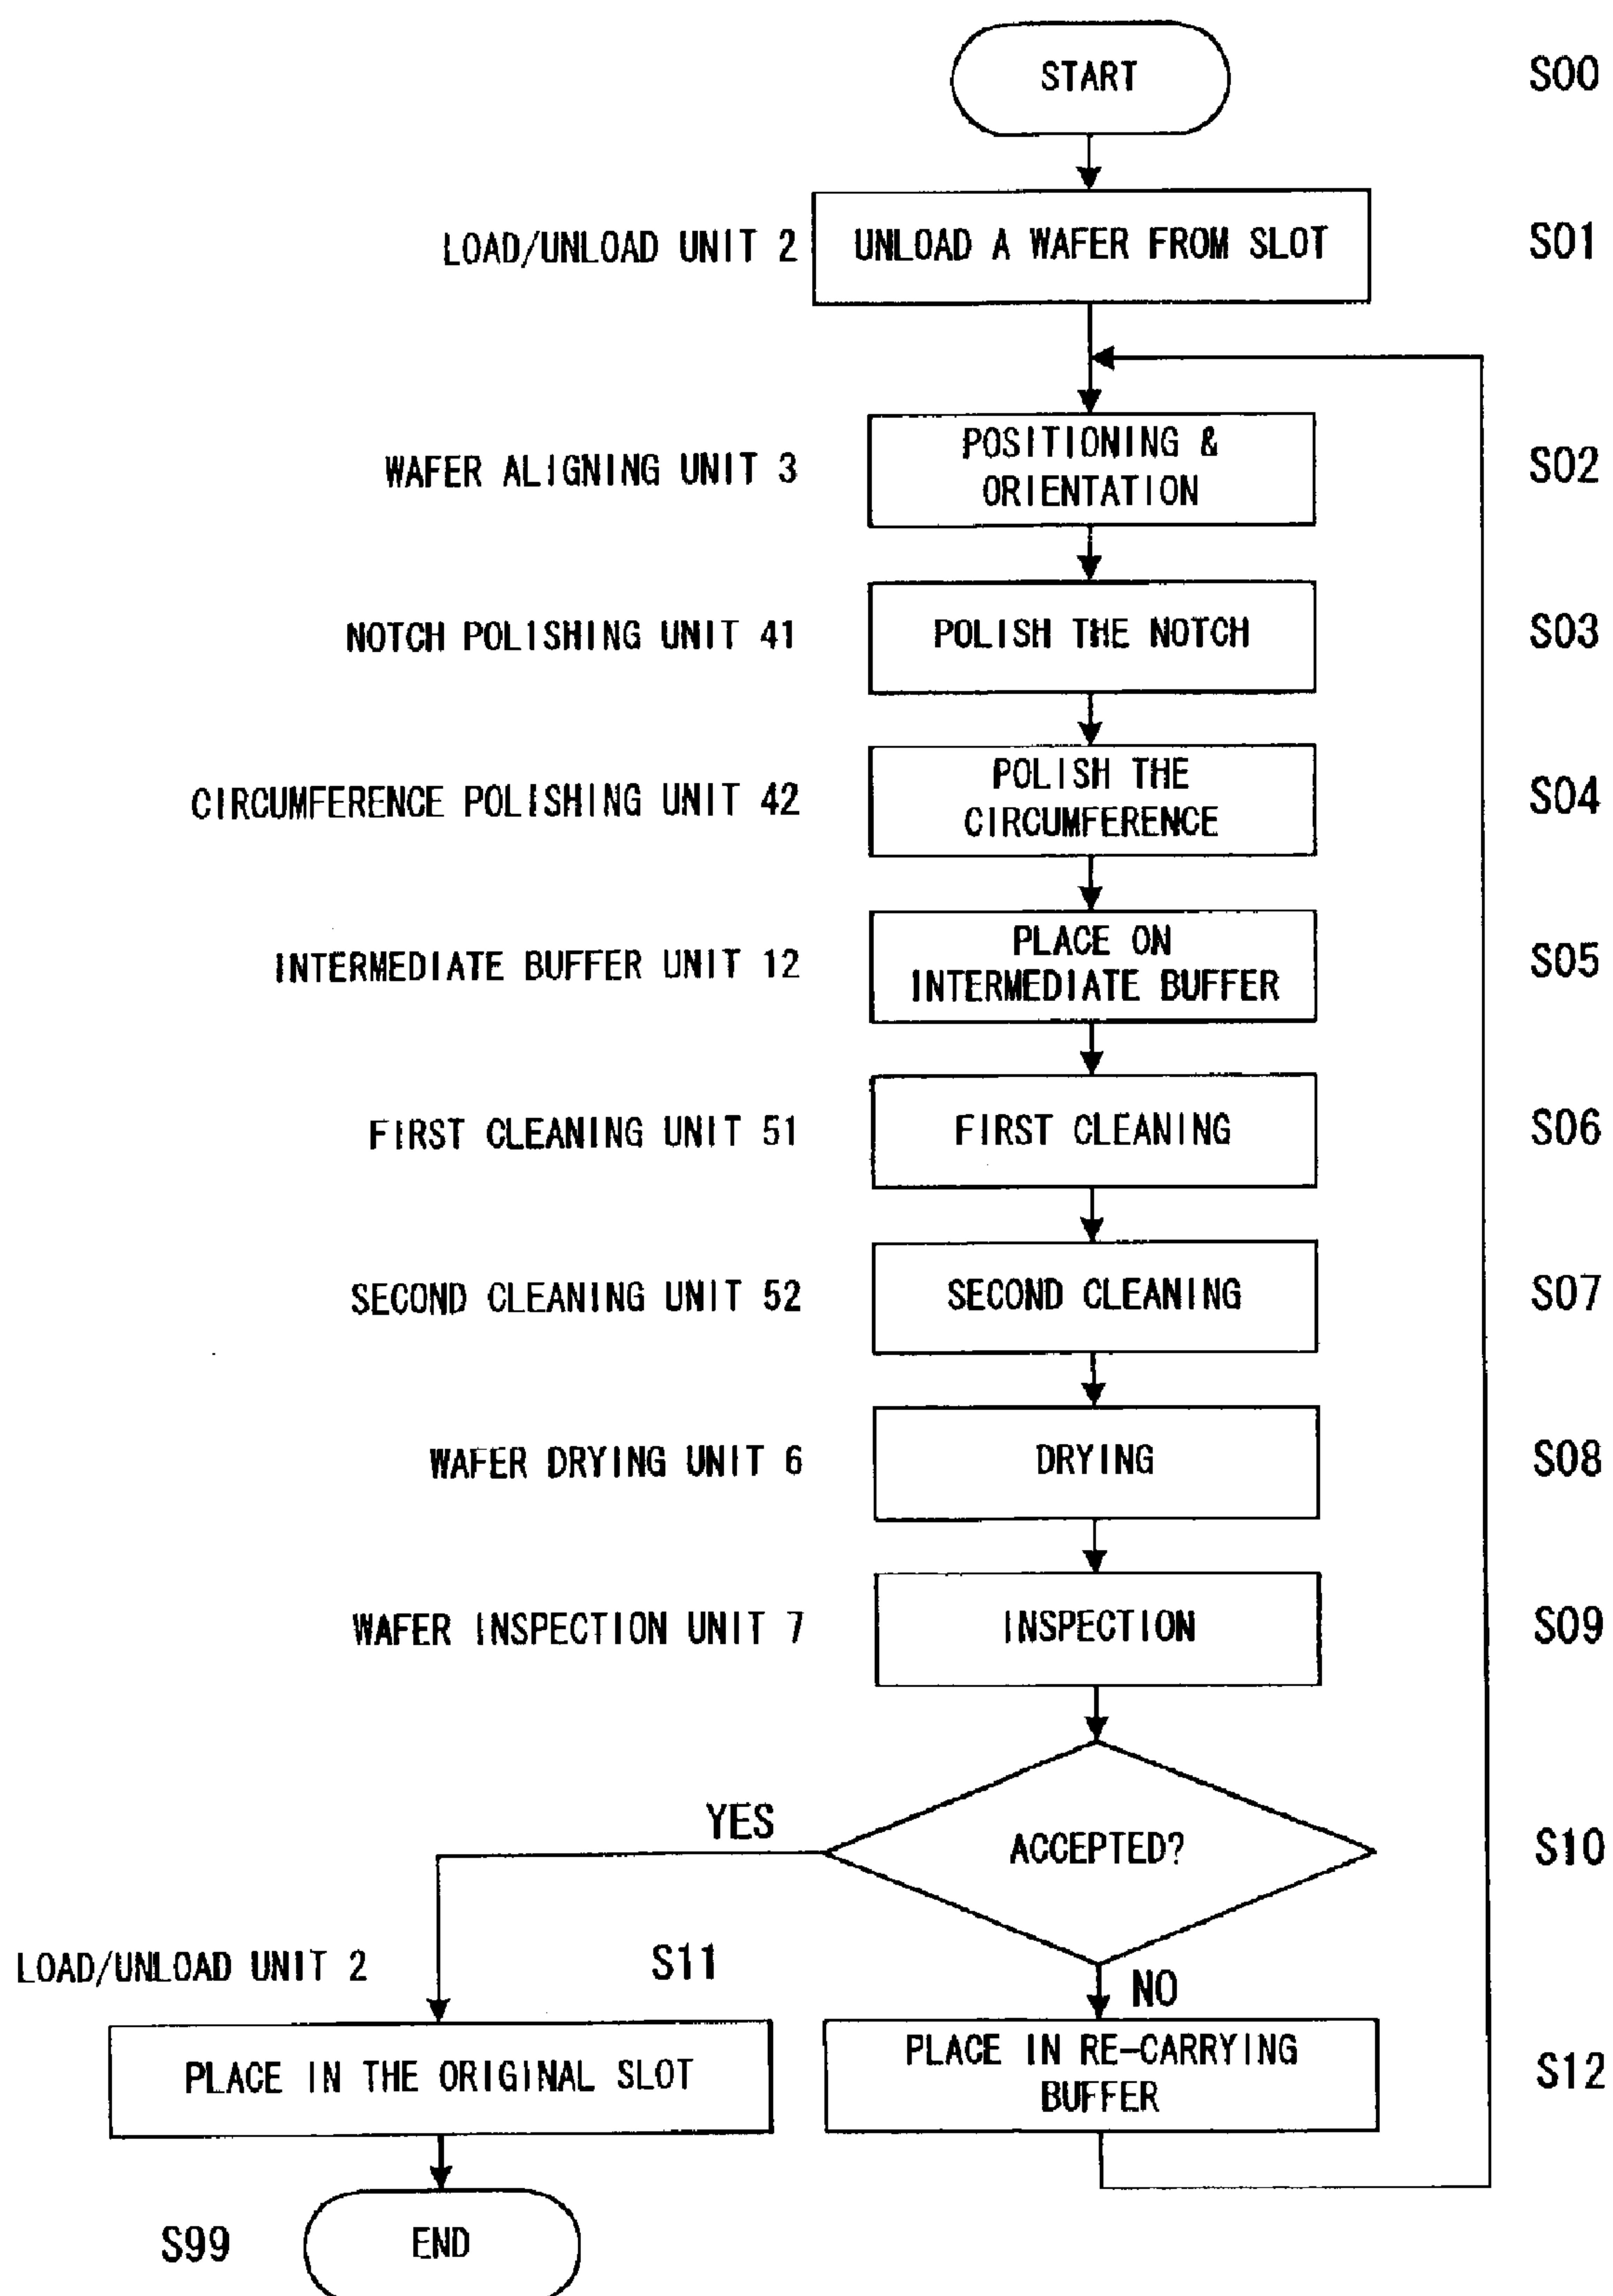 START
S00
LOAD/UNLOAD UNIT 2
UNLOAD A WAFER FROM SLOT
S01
WAFER ALIGNING UNIT 3
POSITIONING &
ORIENTATION
S02
NOTCH POLISHING UNIT 41
POLISH THE NOTCH
S03
CIRCUMFERENCE POLISHING UNIT 42
POLISH THE
CIRCUMFERENCE
S04
INTERMEDIATE BUFFER UNIT 12
PLACE ON
INTERMEDIATE BUFFER
S05
FIRST CLEANING UNIT 51
FIRST CLEANING
S06
SECOND CLEANING UNIT 52
SECOND CLEANING
S07
WAFER DRYING UNIT 6
DRYING
S08
WAFER INSPECTION UNIT 7
INSPECTION
S09
YES
ACCEPTED?
S10
LOAD/UNLOAD UNIT 2
S11
NO
PLACE IN THE ORIGINAL SLOT
PLACE IN RE-CARRYING
BUFFER
S12
S99
END